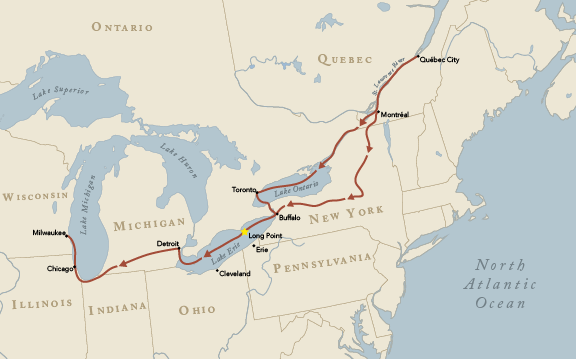 ONTARIO
QUEBEC
Québec City
St. Lawrence River
Lake Superior
Montréal
Lake Huron
Lake Michigan
WISCONSIN
Toronto
Lake Ontario
MICHIGAN
Buffalo
NEW YORK
Milwaukee
Long Point
Detroit
Erie
Lake Erie
Chicago
Cleveland
PENNSYLVANIA
North
Atlantic
Ocean
ILLINOIS
INDIANA
OHIO